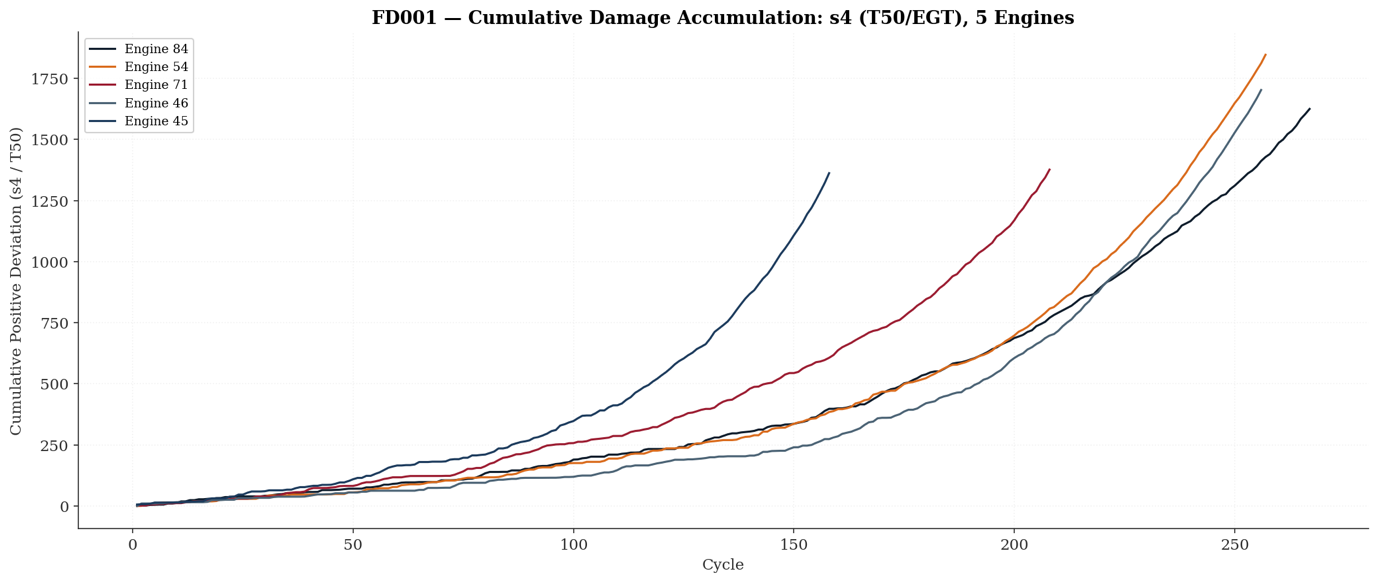 FD001 — Cumulative Damage Accumulation: s4 (T50/EGT), 5 Engines
Engine 84
Engine 54
Engine 71
Engine 46
Engine 45
Cumulative Positive Deviation (s4 / T50)
1750
1500
1250
1000
750
500
250
0
0 50 100 150 200 250
Cycle